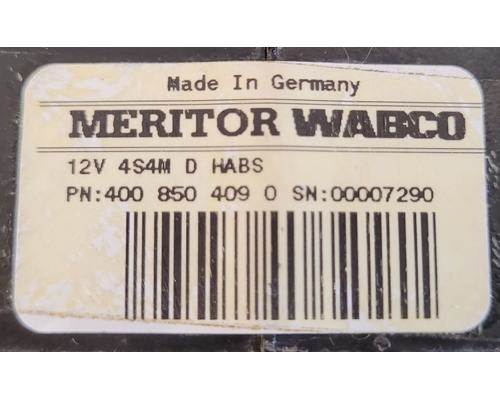 Made In Germany
MERITOR WABCO
12V 4S4M D HABS
PN:400 850 409 0 SN:00007290